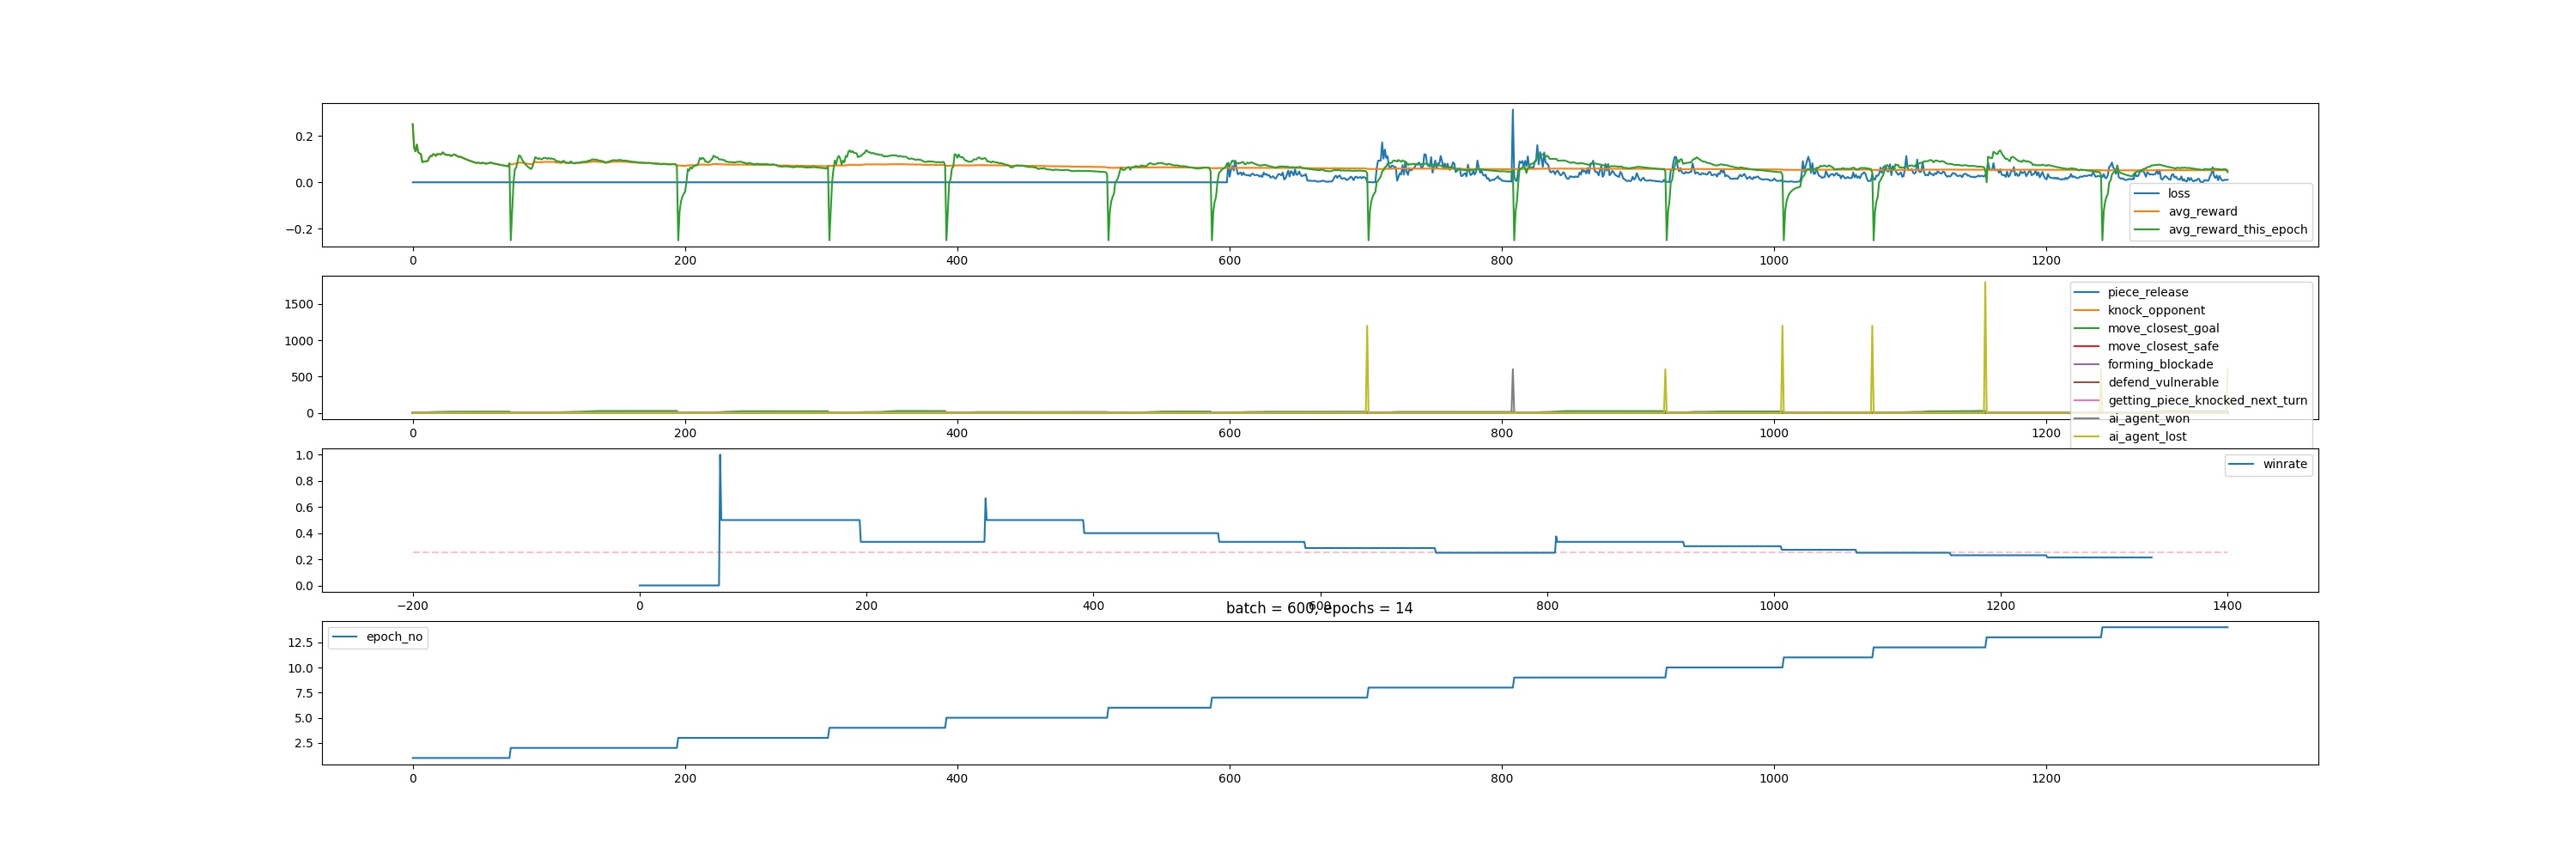 0.2
0.0
−0.2
loss
avg_reward
avg_reward_this_epoch
0 200 400 600 800 1000 1200
1500
1000
500
0
piece_release
knock_opponent
move_closest_goal
move_closest_safe
forming_blockade
defend_vulnerable
getting_piece_knocked_next_turn
ai_agent_won
ai_agent_lost
0 200 400 600 800 1000 1200
1.0
0.8
0.6
0.4
0.2
0.0
winrate
−200 0 200 400 600 800 1000 1200 1400
batch = 600, epochs = 14
12.5
10.0
7.5
5.0
2.5
epoch_no
0 200 400 600 800 1000 1200